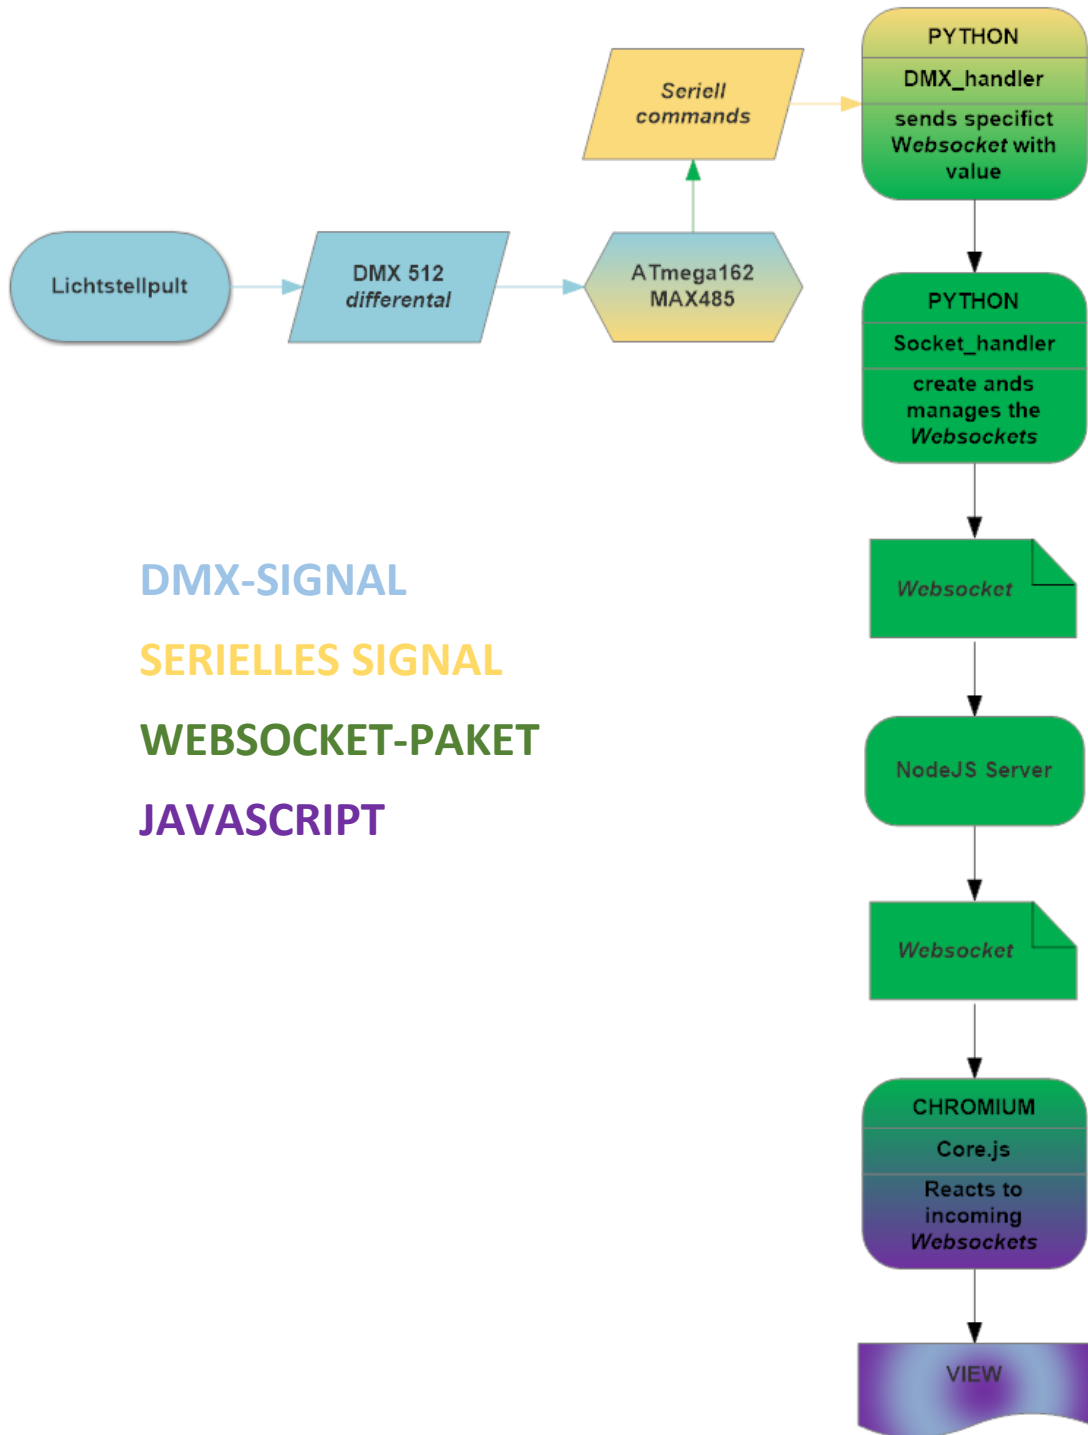 PYTHON
DMX_handler
sends specifict
Websocket with
value
Seriell
commands
Lichtstellpult
DMX 512
differental
ATmega162
MAX485
PYTHON
Socket_handler
create ands
manages the
Websockets
Websocket
NodeJS Server
Websocket
CHROMIUM
Core.js
Reacts to
incoming
Websockets
VIEW
DMX-SIGNAL
SERIELLES SIGNAL
WEBSOCKET-PAKET
JAVASCRIPT